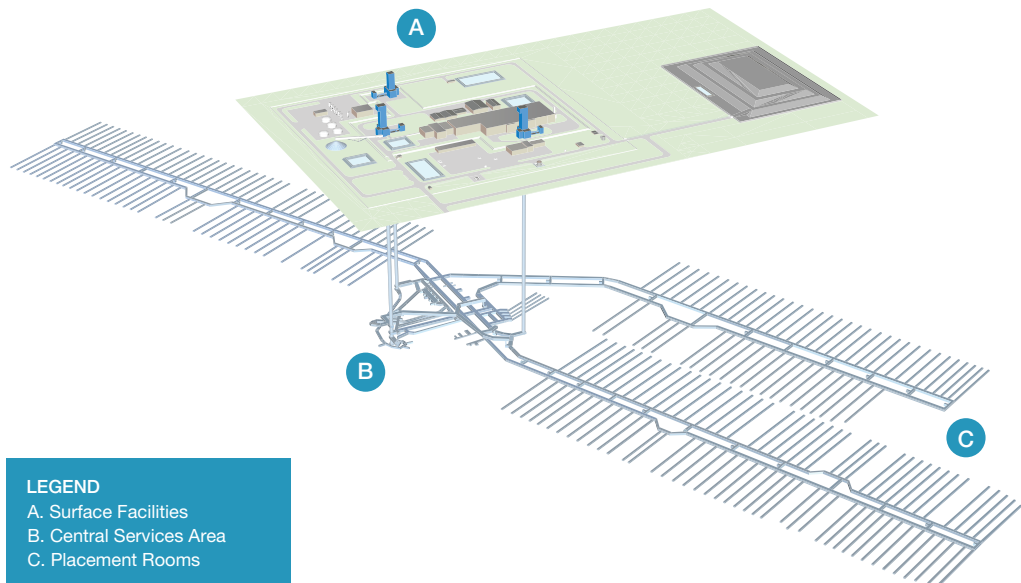 A
B
C
LEGEND
A. Surface Facilities
B. Central Services Area
C. Placement Rooms